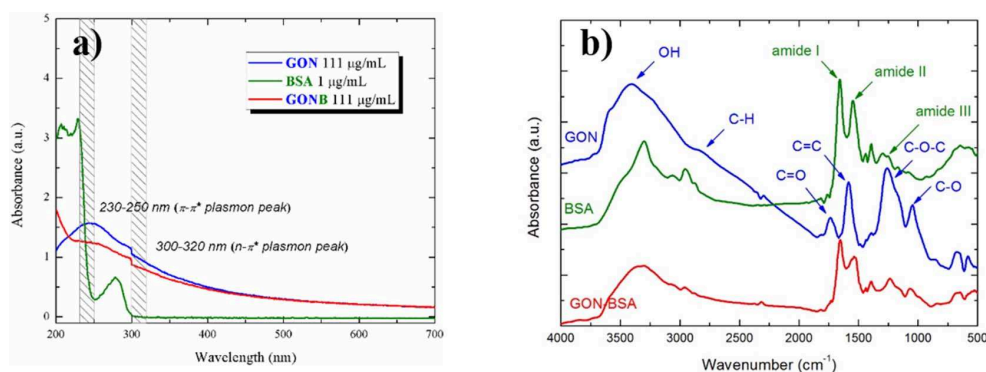 a)
5
4
3
2
1
0
Absorbance (a.u.)
GON 111 μg/mL
BSA 1 μg/mL
GONB 111 μg/mL
230-250 nm (π-π* plasmon peak)
300-320 nm (n-π* plasmon peak)
200 300 400 500 600 700
Wavelength (nm)
b)
Absorbance (a.u.)
OH
C-H
GON
BSA
GON-BSA
amide I
amide II
amide III
C=C
C=O
C-O-C
C-O
4000 3500 3000 2500 2000 1500 1000 500
Wavenumber (cm⁻¹)